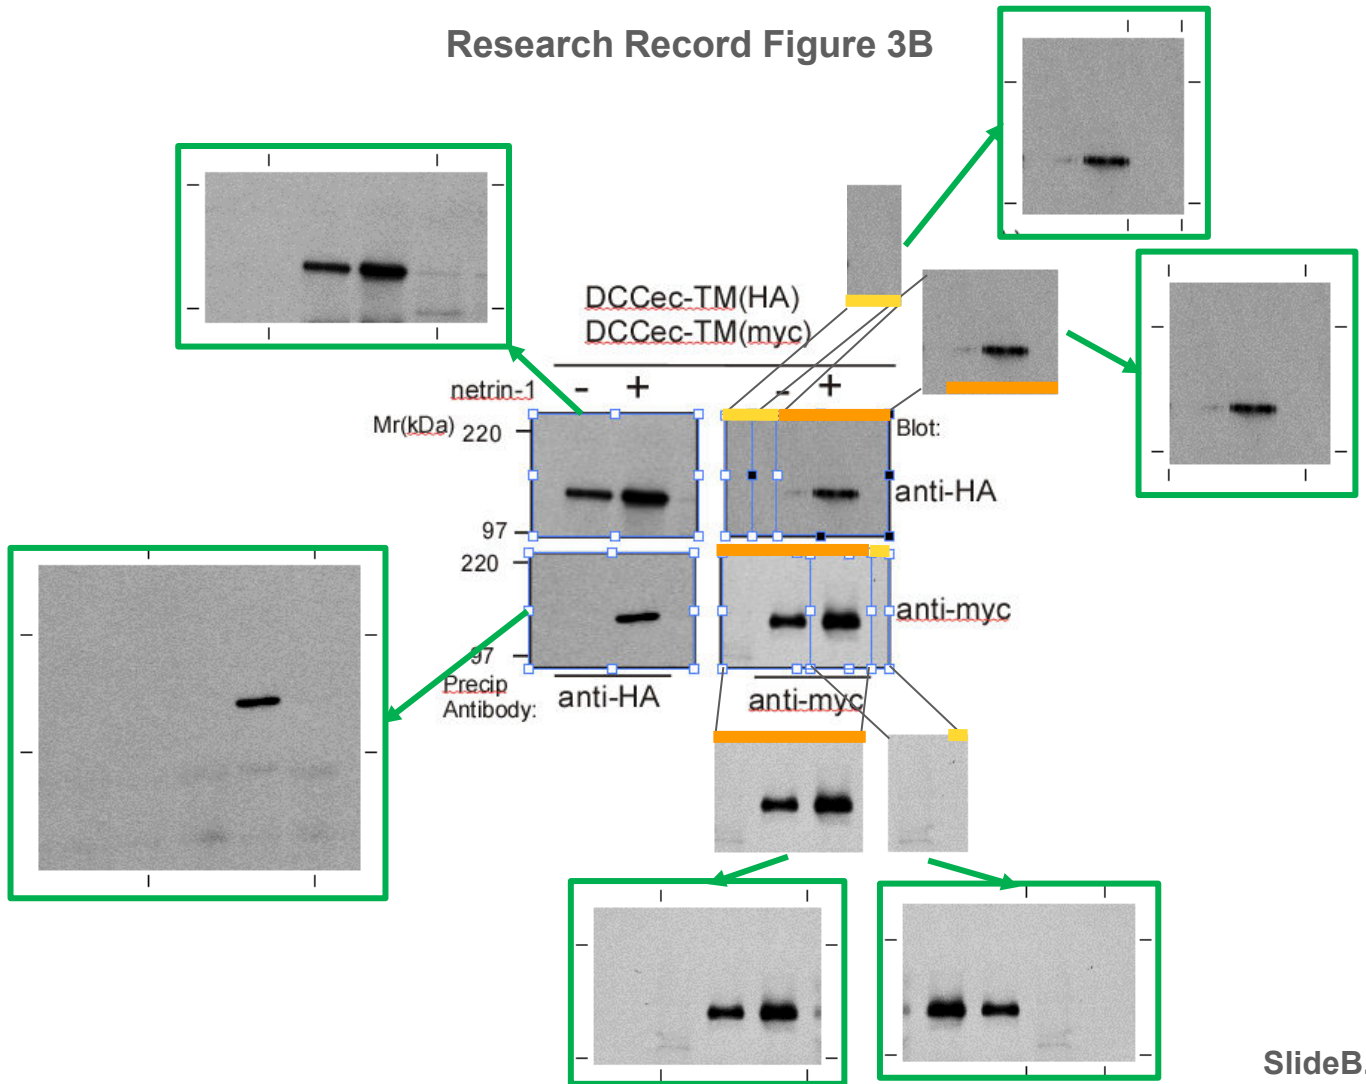 Research Record Figure 3B
DCCec-TM(HA)
DCCec-TM(myc)
netrin-1 - + - +
Mr(kDa) 220
Blot:
anti-HA
97
220
anti-myc
97
Precip
Antibody: anti-HA anti-myc
SlideB.